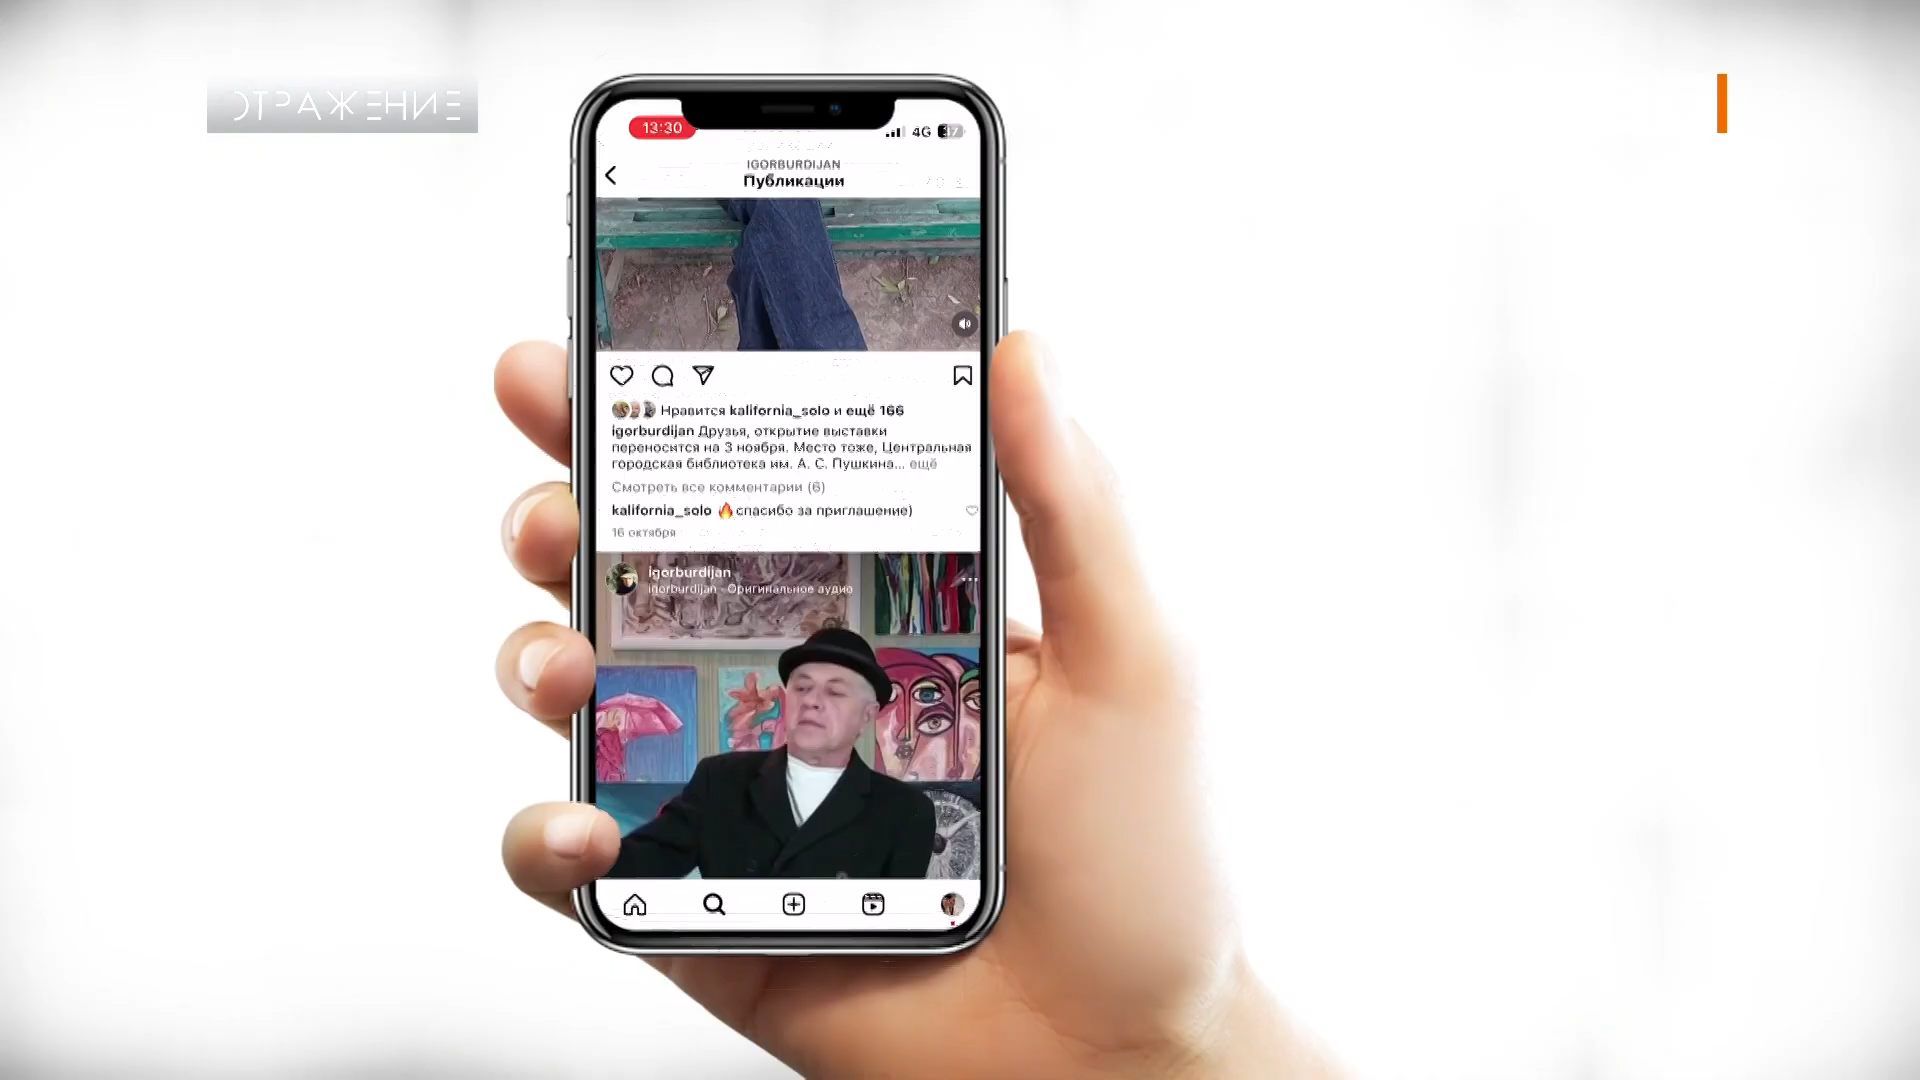 ОТРАЖЕНИЕ
13:30
4G 37
IGORBURDIJAN
Публикации
Нравится kalifornia_solo и ещё 166
igorburdijan Друзья, открытие выставки
переносится на 3 ноября. Место тоже, Центральная
городская библиотека им. А. С. Пушкина... ещё
Смотреть все комментарии (6)
kalifornia_solo 🔥спасибо за приглашение)
16 октября
igorburdijan
igorburdijan · Оригинальное аудио